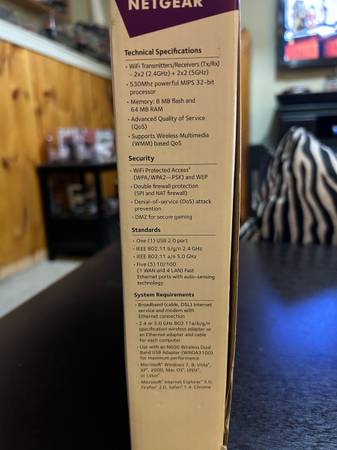 NETGEAR
Technical Specifications
• WiFi Transmitters/Receivers (Tx/Rx)
- 2x2 (2.4GHz) + 2x2 (5GHz)
• 530Mhz powerful MIPS 32-bit
processor
• Memory: 8 MB flash and
64 MB RAM
• Advanced Quality of Service
(QoS)
• Supports Wireless Multimedia
(WMM) based QoS
Security
• WiFi Protected Access®
(WPA/WPA2—PSK) and WEP
• Double firewall protection
(SPI and NAT firewall)
• Denial-of-service (DoS) attack
prevention
• DMZ for secure gaming
Standards
• One (1) USB 2.0 port
• IEEE 802.11 b/g/n 2.4 GHz
• IEEE 802.11 a/n 5.0 GHz
• Five (5) 10/100
(1 WAN and 4 LAN) Fast
Ethernet ports with auto-sensing
technology
System Requirements
• Broadband (cable, DSL) Internet
service and modem with
Ethernet connection
• 2.4 or 5.0 GHz 802.11a/b/g/n
specification wireless adapter or
an Ethernet adapter and cable
for each computer
• Use with an N600 Wireless Dual
Band USB Adapter (WNDA3100)
for maximum performance
• Microsoft® Windows 7, 8, Vista®,
XP®, 2000, Mac OS®, UNIX®,
or Linux®
• Microsoft® Internet Explorer® 5.0,
Firefox® 2.0, Safari® 1.4, Chrome